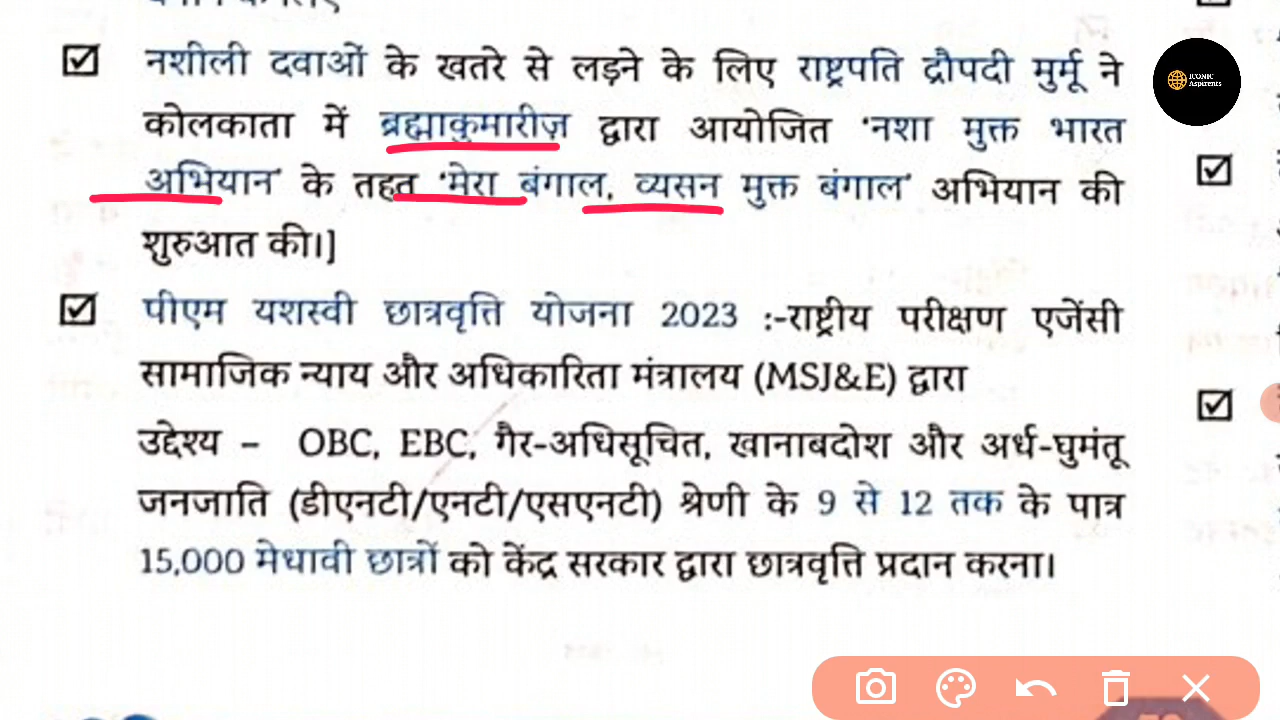 नशीली दवाओं के खतरे से लड़ने के लिए राष्ट्रपति द्रौपदी मुर्मू ने
कोलकाता में ब्रह्माकुमारीज़ द्वारा आयोजित 'नशा मुक्त भारत
अभियान' के तहत 'मेरा बंगाल, व्यसन मुक्त बंगाल' अभियान की
शुरुआत की।]
पीएम यशस्वी छात्रवृत्ति योजना 2023 :-राष्ट्रीय परीक्षण एजेंसी
सामाजिक न्याय और अधिकारिता मंत्रालय (MSJ&E) द्वारा
उद्देश्य – OBC, EBC, गैर-अधिसूचित, खानाबदोश और अर्ध-घुमंतू
जनजाति (डीएनटी/एनटी/एसएनटी) श्रेणी के 9 से 12 तक के पात्र
15,000 मेधावी छात्रों को केंद्र सरकार द्वारा छात्रवृत्ति प्रदान करना।
ICONIC
Aspirents